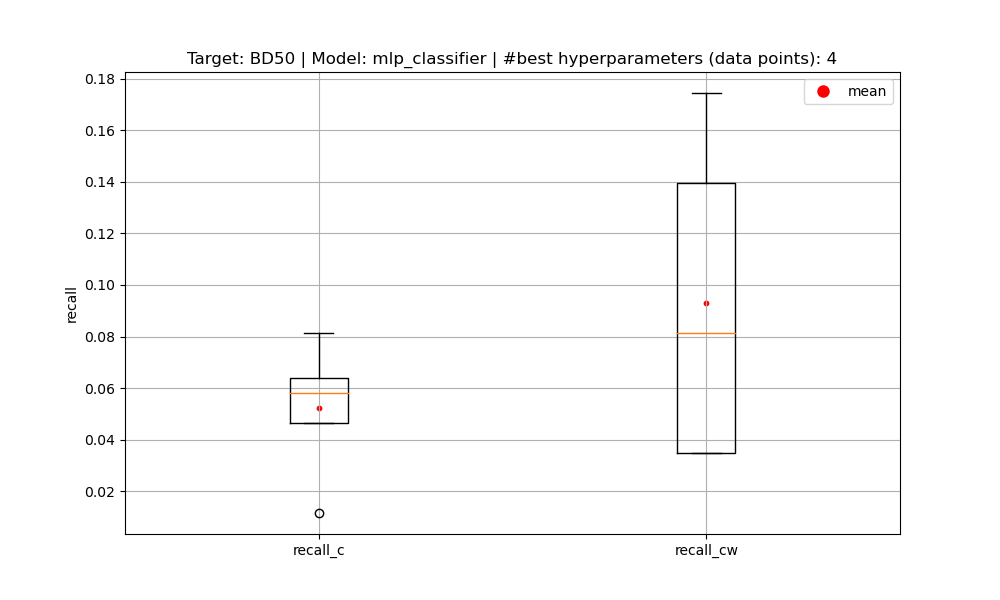 Target: BD50 | Model: mlp_classifier | #best hyperparameters (data points): 4
mean
0.18
0.16
0.14
0.12
0.10
0.08
0.06
0.04
0.02
recall
recall_c
recall_cw